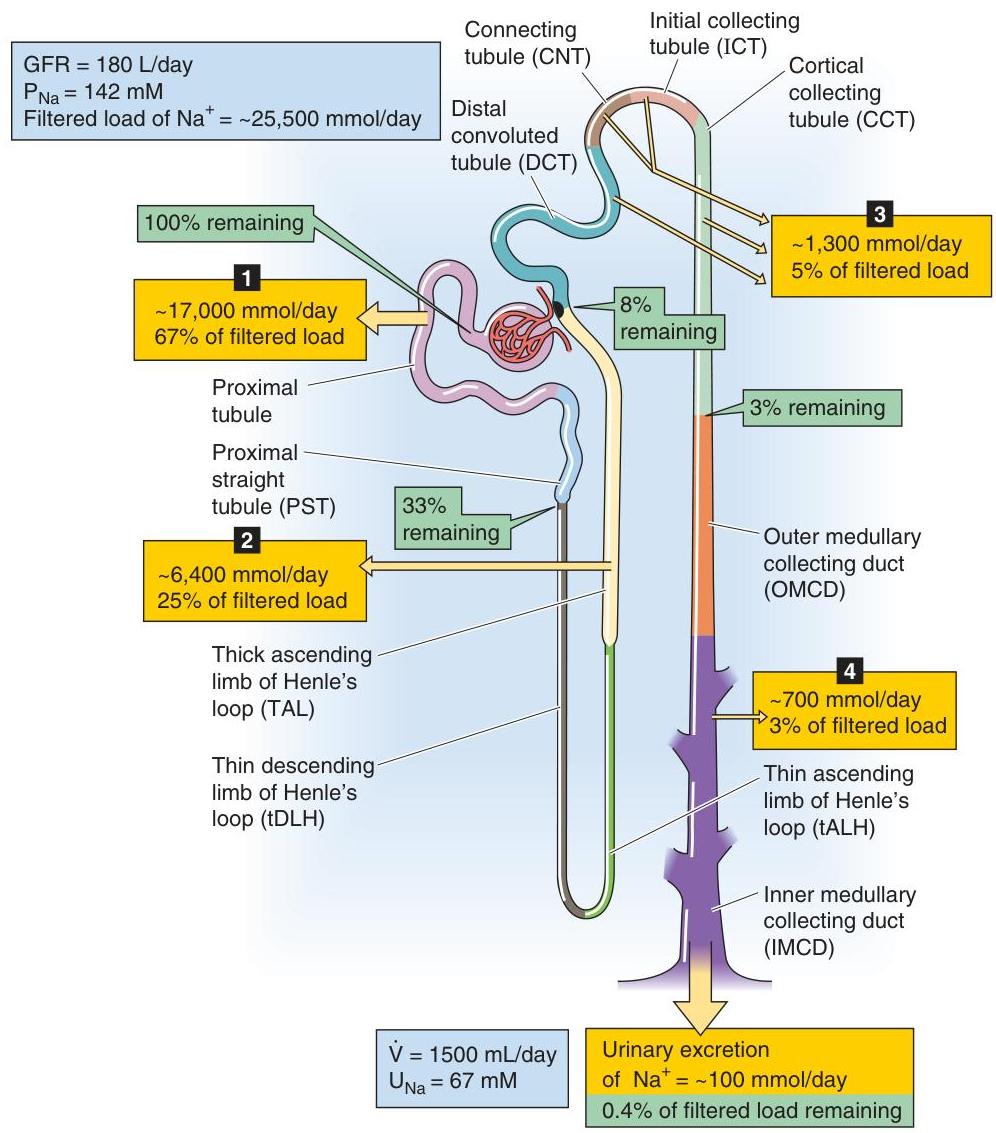 GFR = 180 L/day
P_Na = 142 mM
Filtered load of Na⁺ = ~25,500 mmol/day
Connecting
tubule (CNT)
Initial collecting
tubule (ICT)
Cortical
collecting
tubule (CCT)
Distal
convoluted
tubule (DCT)
100% remaining
1
~17,000 mmol/day
67% of filtered load
3
~1,300 mmol/day
5% of filtered load
8%
remaining
Proximal
tubule
3% remaining
Proximal
straight
tubule (PST)
33%
remaining
2
~6,400 mmol/day
25% of filtered load
Outer medullary
collecting duct
(OMCD)
Thick ascending
limb of Henle's
loop (TAL)
4
~700 mmol/day
3% of filtered load
Thin descending
limb of Henle's
loop (tDLH)
Thin ascending
limb of Henle's
loop (tALH)
Inner medullary
collecting duct
(IMCD)
V̇ = 1500 mL/day
U_Na = 67 mM
Urinary excretion
of Na⁺ = ~100 mmol/day
0.4% of filtered load remaining